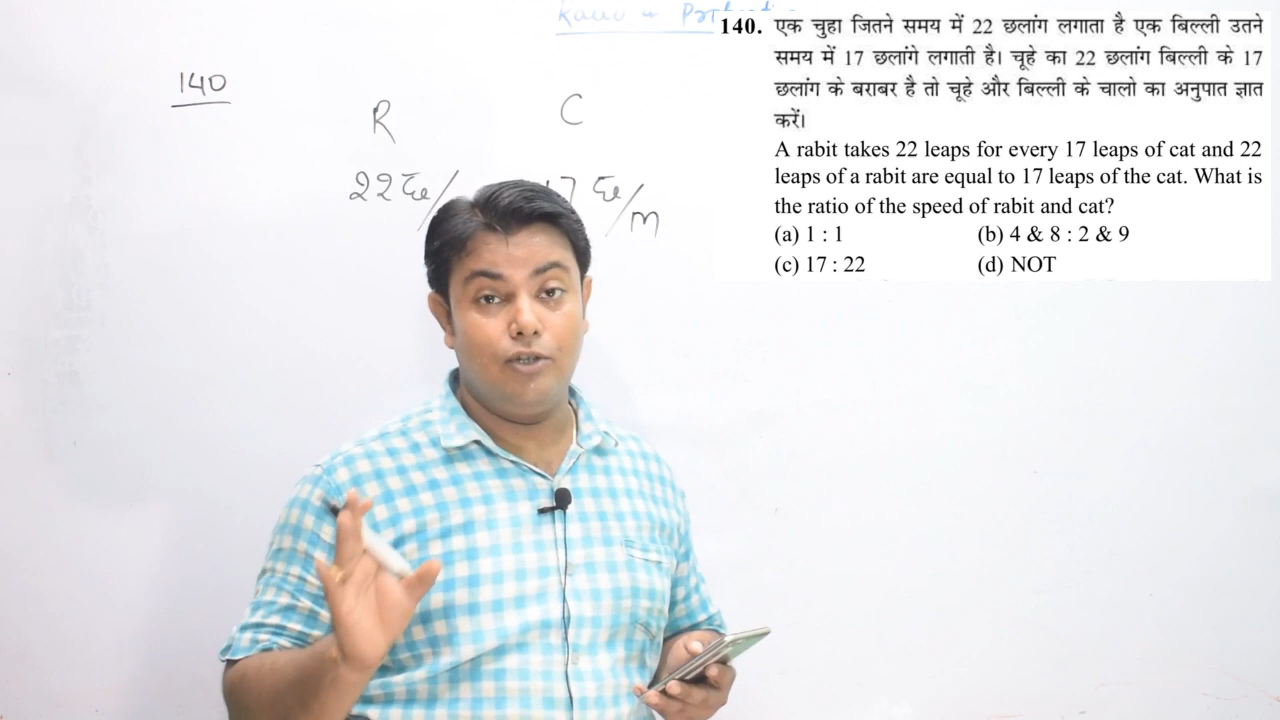 140. एक चुहा जितने समय में 22 छलांग लगाता है एक बिल्ली उतने
समय में 17 छलांगे लगाती है। चूहे का 22 छलांग बिल्ली के 17
छलांग के बराबर है तो चूहे और बिल्ली के चालो का अनुपात ज्ञात
करें।
A rabit takes 22 leaps for every 17 leaps of cat and 22
leaps of a rabit are equal to 17 leaps of the cat. What is
the ratio of the speed of rabit and cat?
(a) 1 : 1 (b) 4 & 8 : 2 & 9
(c) 17 : 22 (d) NOT
140
R C
22 / 7 /m